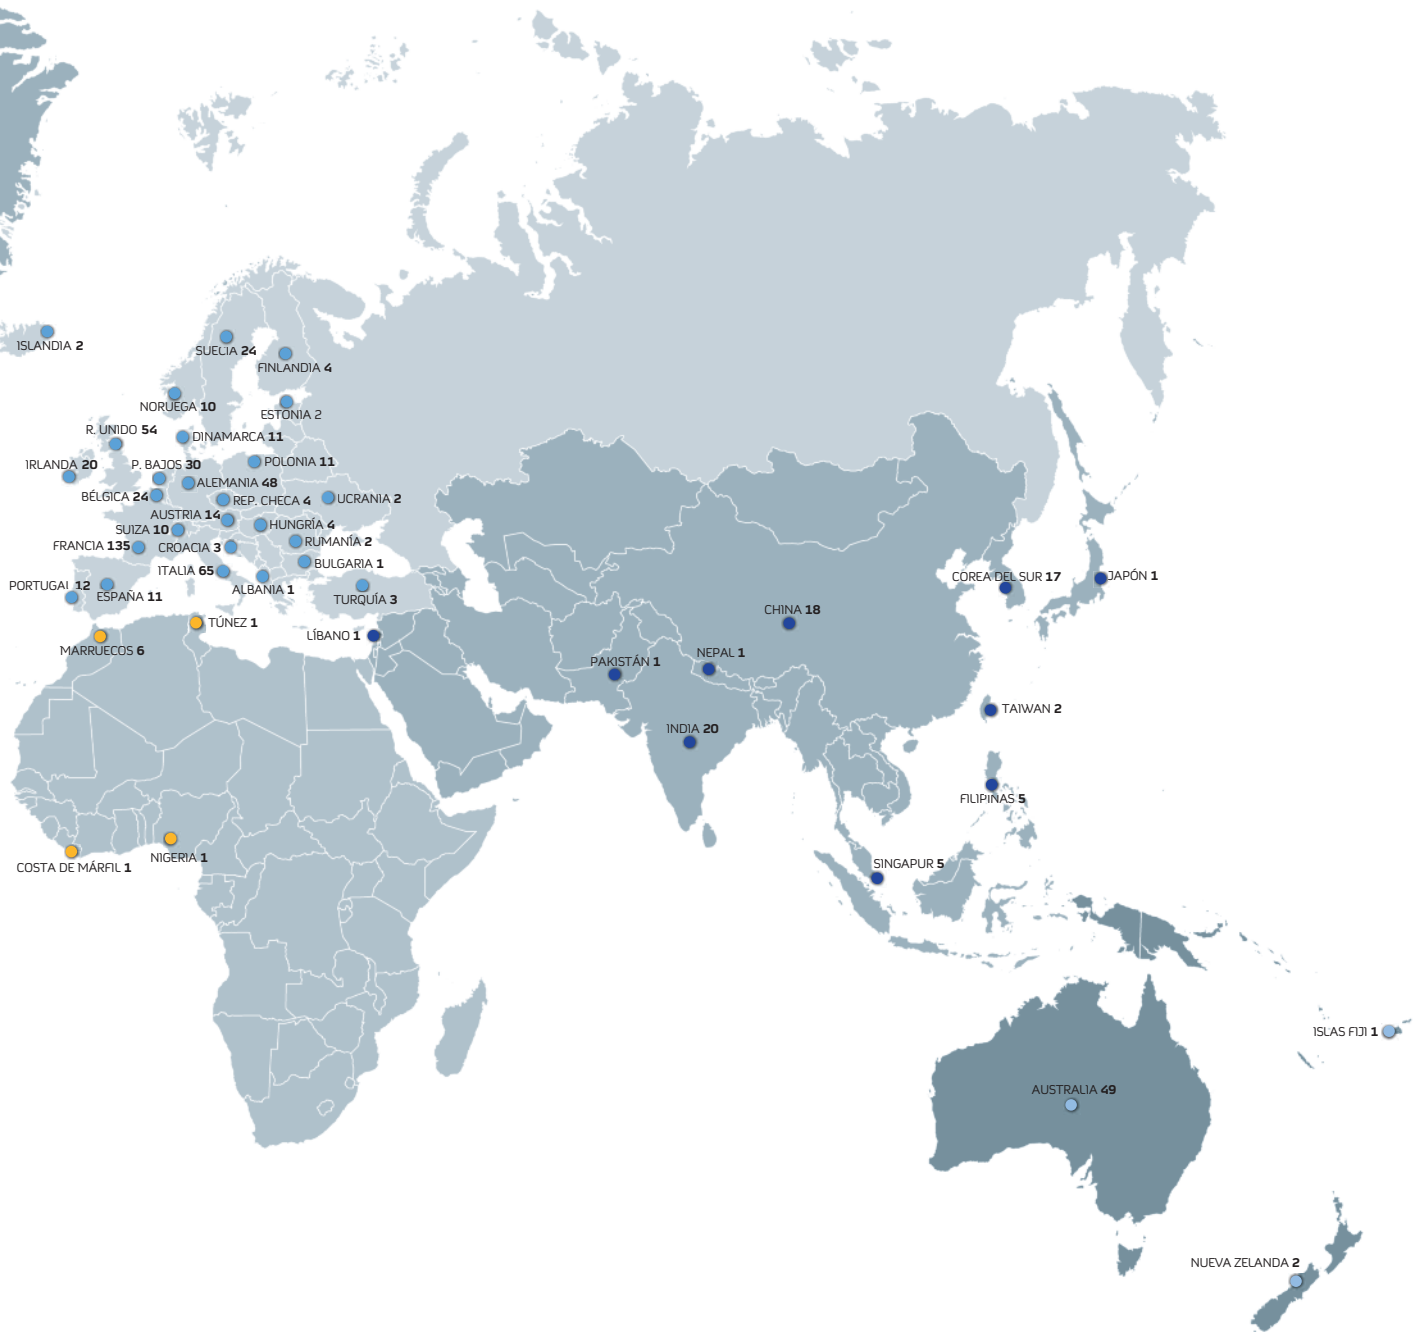 ISLANDIA 2
SUECIA 24
FINLANDIA 4
NORUEGA 10
ESTONIA 2
R. UNIDO 54
DINAMARCA 11
IRLANDA 20
P. BAJOS 30
POLONIA 11
ALEMANIA 48
BÉLGICA 24
REP. CHECA 4
UCRANIA 2
AUSTRIA 14
SUIZA 10
HUNGRÍA 4
FRANCIA 135
CROACIA 3
RUMANÍA 2
BULGARIA 1
ITALIA 65
PORTUGAL 12
ESPAÑA 11
ALBANIA 1
TURQUÍA 3
COREA DEL SUR 17
JAPÓN 1
CHINA 18
TÚNEZ 1
LÍBANO 1
MARRUECOS 6
PAKISTÁN 1
NEPAL 1
TAIWAN 2
INDIA 20
FILIPINAS 5
NIGERIA 1
COSTA DE MÁRFIL 1
SINGAPUR 5
ISLAS FIJI 1
AUSTRALIA 49
NUEVA ZELANDA 2